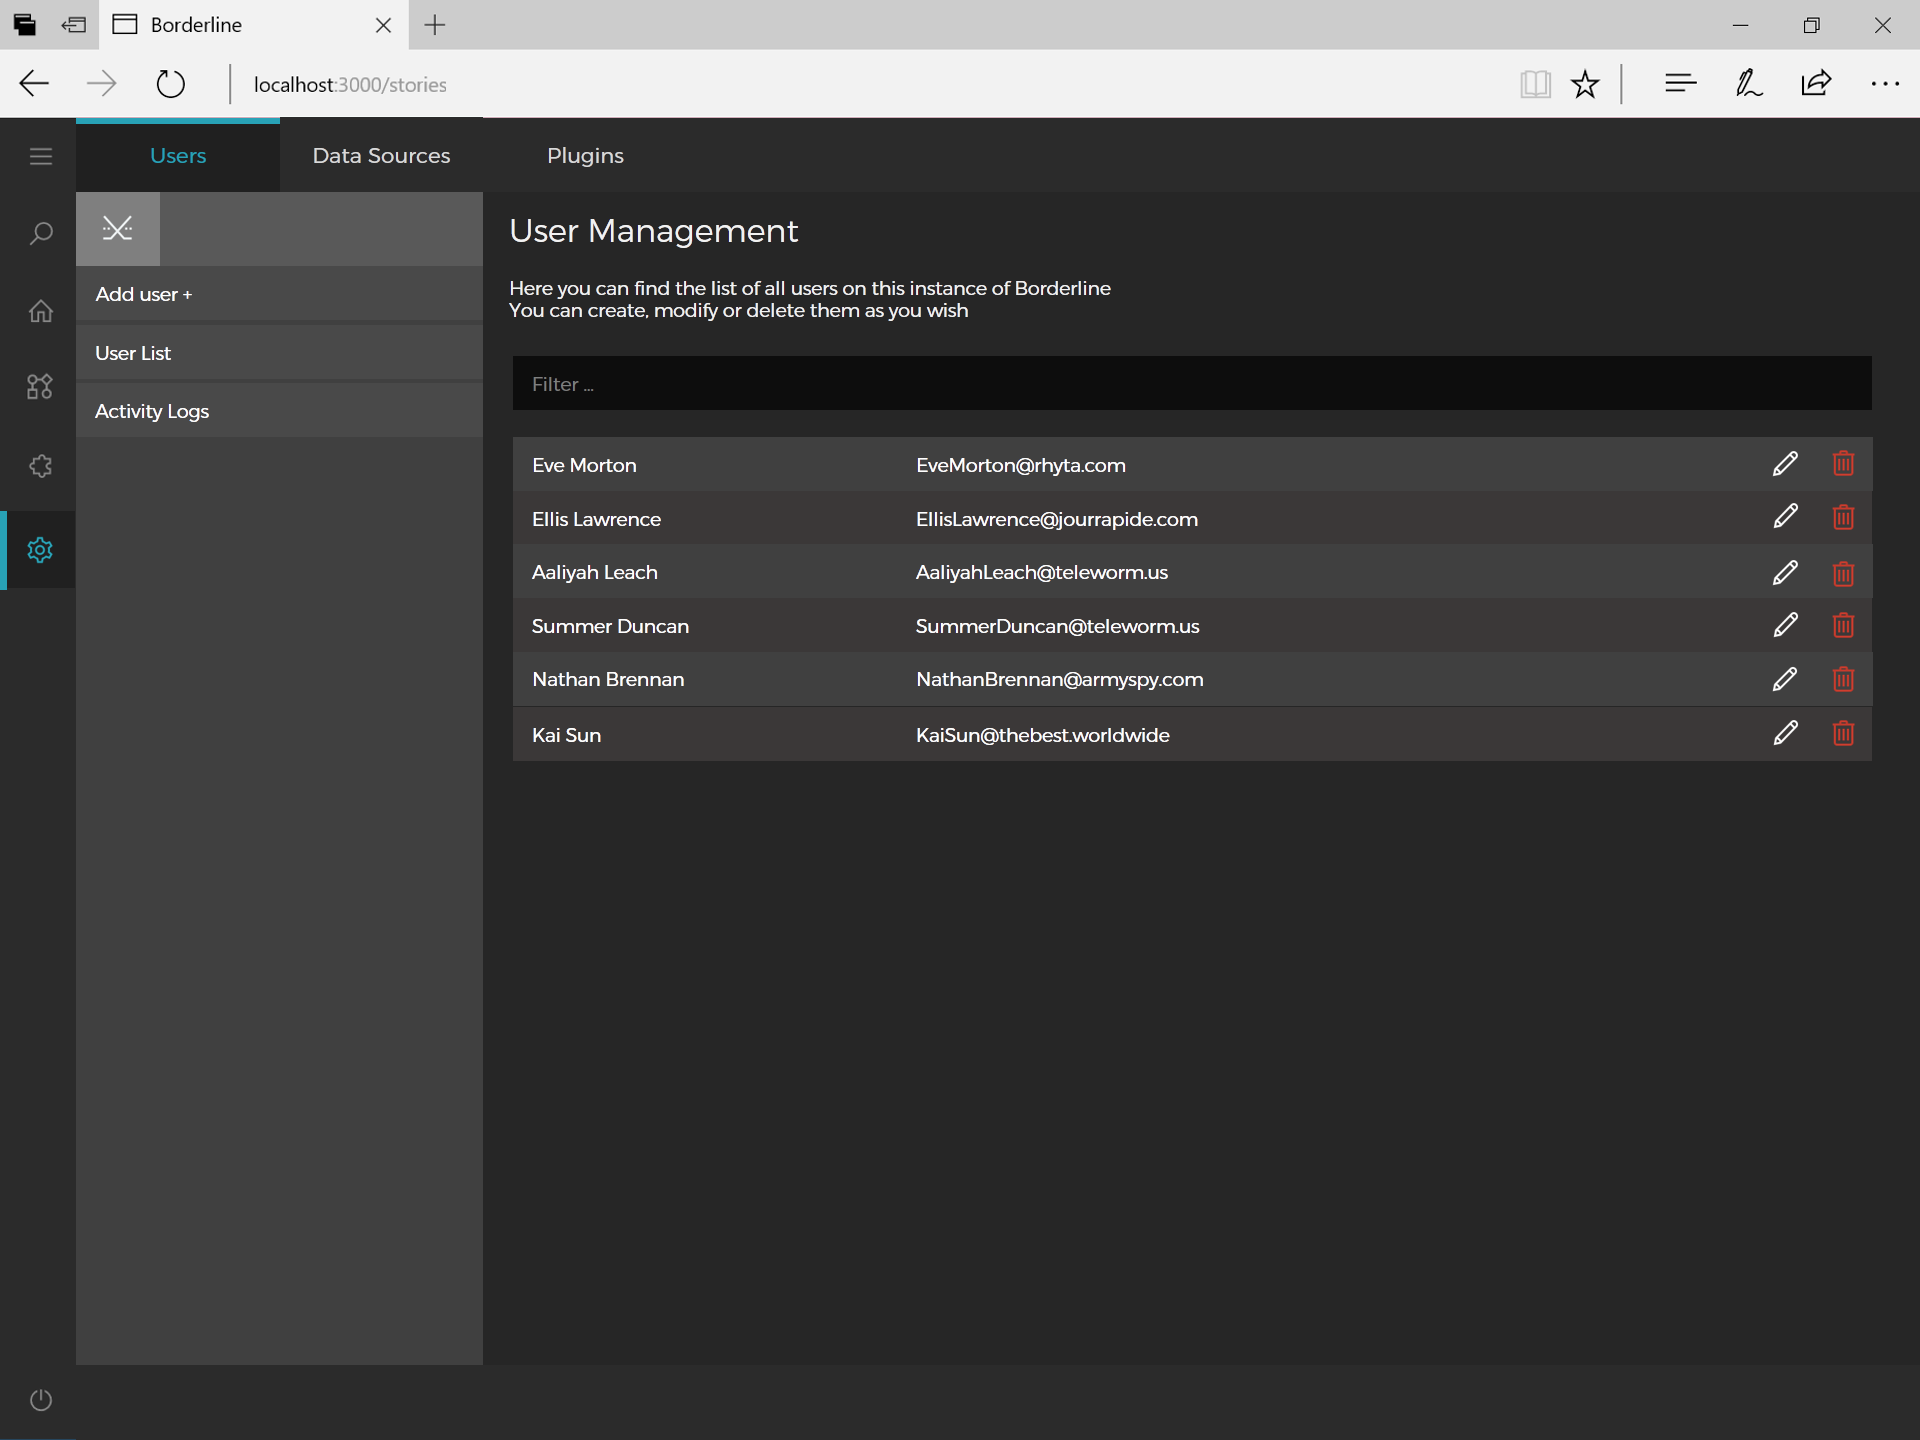 Borderline
localhost:3000/stories
Users
Data Sources
Plugins
Add user +
User List
Activity Logs
User Management
Here you can find the list of all users on this instance of Borderline
You can create, modify or delete them as you wish
Filter ...
Eve Morton EveMorton@rhyta.com
Ellis Lawrence EllisLawrence@jourrapide.com
Aaliyah Leach AaliyahLeach@teleworm.us
Summer Duncan SummerDuncan@teleworm.us
Nathan Brennan NathanBrennan@armyspy.com
Kai Sun KaiSun@thebest.worldwide